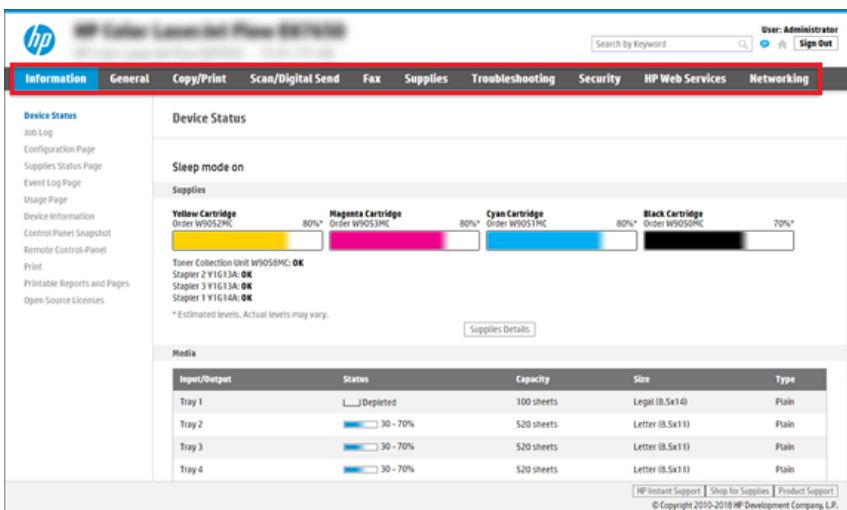 hp
User: Administrator
Search by Keyword
Sign Out
Information General Copy/Print Scan/Digital Send Fax Supplies Troubleshooting Security HP Web Services Networking
Device Status
Job Log
Configuration Page
Supplies Status Page
Event Log Page
Usage Page
Device Information
Control Panel Snapshot
Remote Control-Panel
Print
Printable Reports and Pages
Open Source Licenses
Device Status
Sleep mode on
Supplies
Yellow Cartridge
Order W9052MC 80%*
Magenta Cartridge
Order W9053MC 80%*
Cyan Cartridge
Order W9051MC 80%*
Black Cartridge
Order W9050MC 70%*
Toner Collection Unit W9058MC: OK
Stapler 2 Y1G13A: OK
Stapler 3 Y1G13A: OK
Stapler 1 Y1G14A: OK
* Estimated levels. Actual levels may vary.
Supplies Details
Media
Input/Output Status Capacity Size Type
Tray 1 Depleted 100 sheets Legal (8.5x14) Plain
Tray 2 30 - 70% 520 sheets Letter (8.5x11) Plain
Tray 3 30 - 70% 520 sheets Letter (8.5x11) Plain
Tray 4 30 - 70% 520 sheets Letter (8.5x11) Plain
HP Instant Support Shop for Supplies Product Support
© Copyright 2010-2018 HP Development Company, L.P.